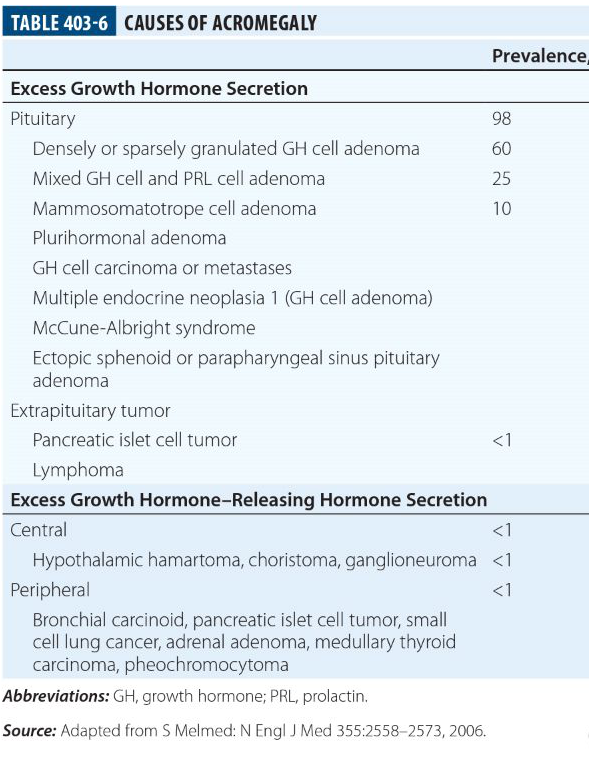 TABLE 403-6 CAUSES OF ACROMEGALY
Prevalence,
Excess Growth Hormone Secretion
Pituitary 98
Densely or sparsely granulated GH cell adenoma 60
Mixed GH cell and PRL cell adenoma 25
Mammosomatotrope cell adenoma 10
Plurihormonal adenoma
GH cell carcinoma or metastases
Multiple endocrine neoplasia 1 (GH cell adenoma)
McCune-Albright syndrome
Ectopic sphenoid or parapharyngeal sinus pituitary
adenoma
Extrapituitary tumor
Pancreatic islet cell tumor <1
Lymphoma
Excess Growth Hormone–Releasing Hormone Secretion
Central <1
Hypothalamic hamartoma, choristoma, ganglioneuroma <1
Peripheral <1
Bronchial carcinoid, pancreatic islet cell tumor, small
cell lung cancer, adrenal adenoma, medullary thyroid
carcinoma, pheochromocytoma
Abbreviations: GH, growth hormone; PRL, prolactin.
Source: Adapted from S Melmed: N Engl J Med 355:2558–2573, 2006.